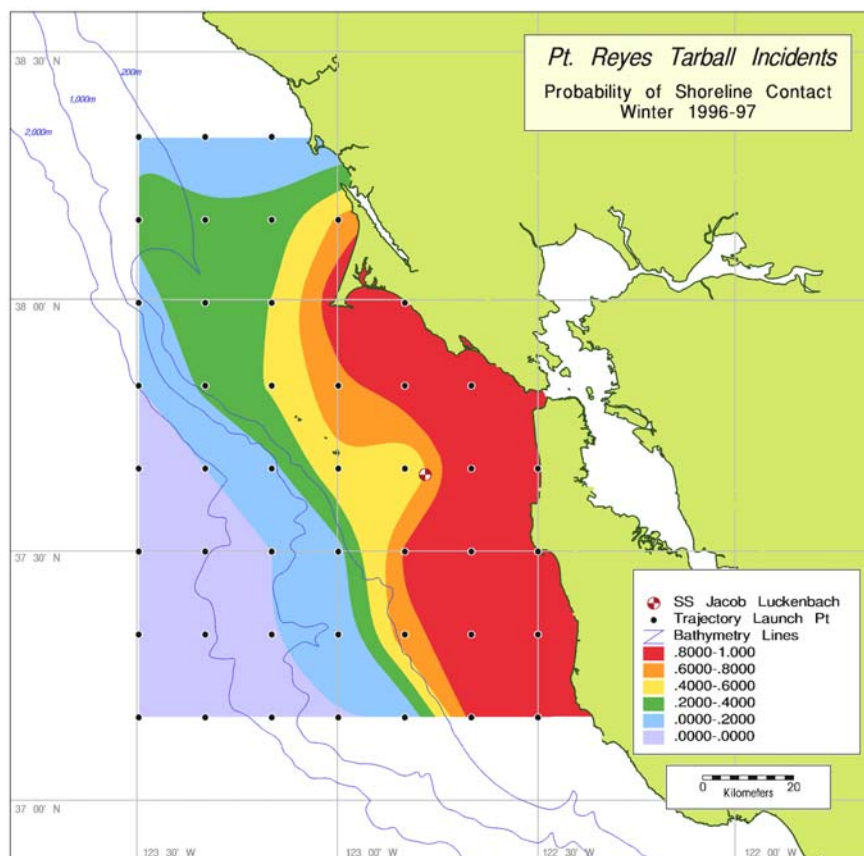 Pt. Reyes Tarball Incidents
Probability of Shoreline Contact
Winter 1996-97
38 30' N
200m
1,000m
2,000m
38 00' N
37 30' N
SS Jacob Luckenbach
Trajectory Launch Pt
Bathymetry Lines
.8000-1.000
.6000-.8000
.4000-.6000
.2000-.4000
.0000-.2000
.0000-.0000
0 20
Kilometers
37 00' N
123 30' W
123 00' W
122 30' W
122 00' W